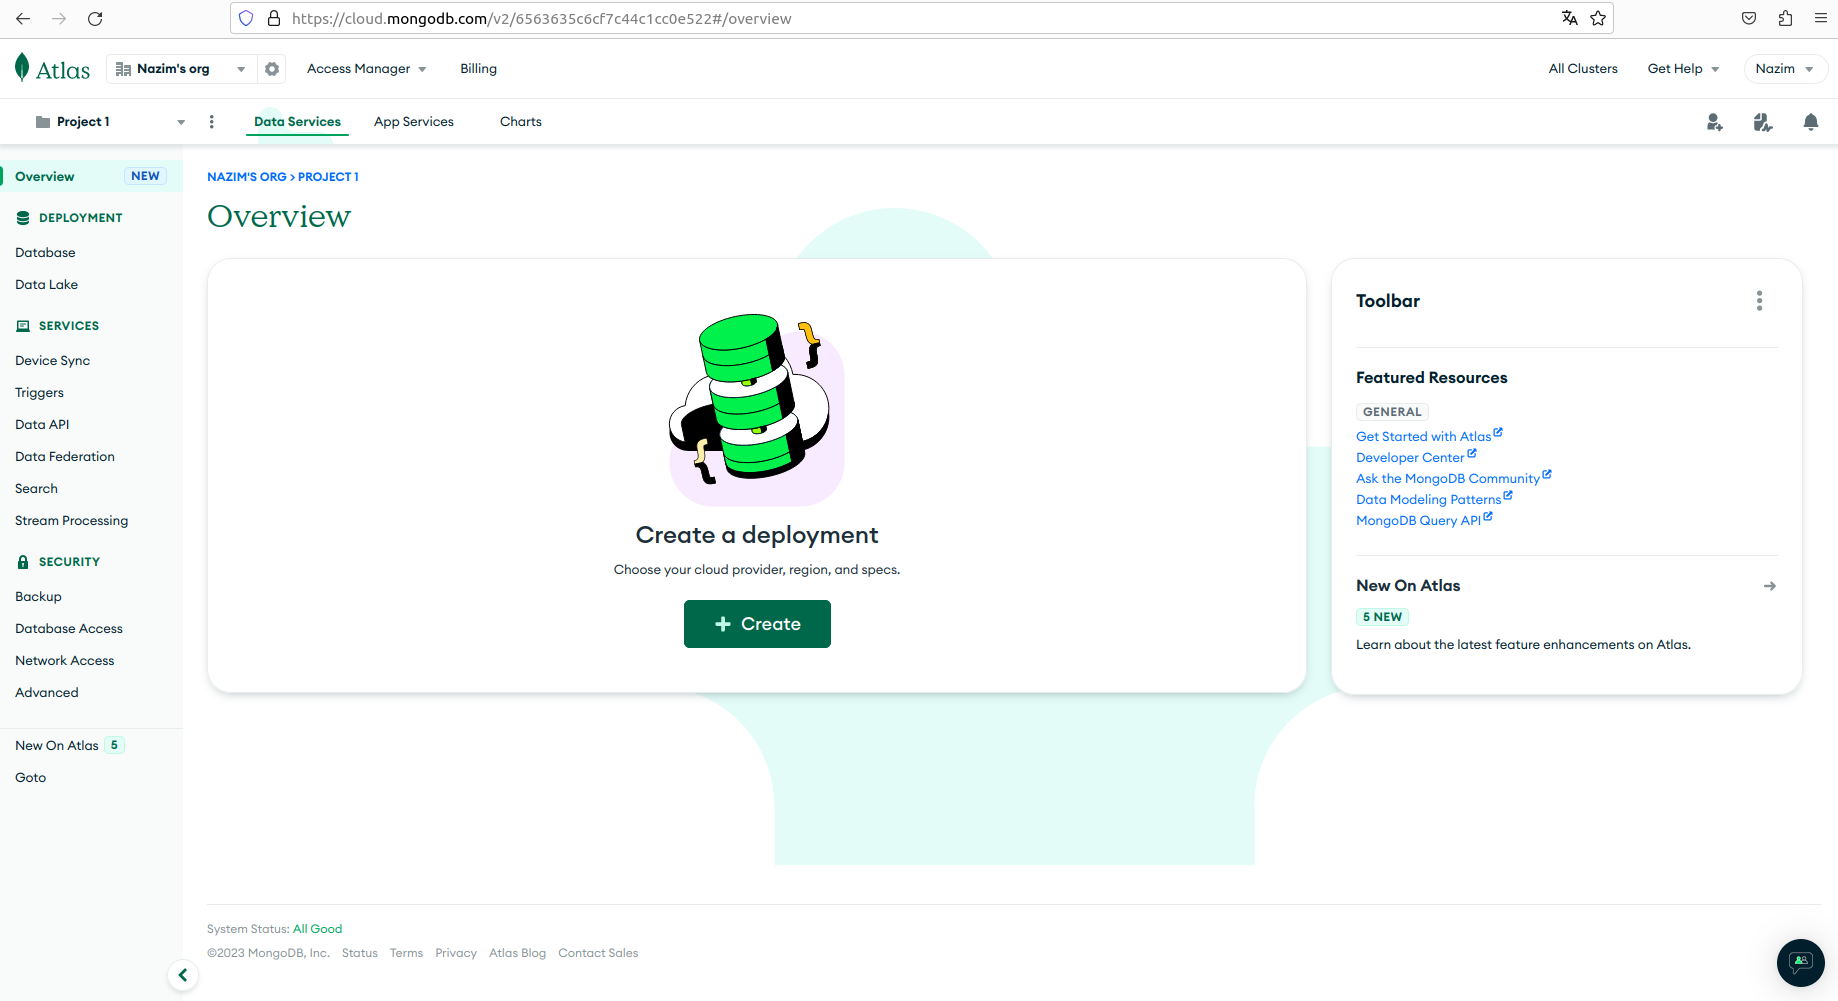 https://cloud.mongodb.com/v2/6563635c6cf7c44c1cc0e522#/overview
Atlas
Nazim's org
Access Manager
Billing
All Clusters
Get Help
Nazim
Project 1
Data Services
App Services
Charts
Overview
NEW
DEPLOYMENT
Database
Data Lake
SERVICES
Device Sync
Triggers
Data API
Data Federation
Search
Stream Processing
SECURITY
Backup
Database Access
Network Access
Advanced
New On Atlas 5
Goto
NAZIM'S ORG > PROJECT 1
Overview
Create a deployment
Choose your cloud provider, region, and specs.
+ Create
Toolbar
Featured Resources
GENERAL
Get Started with Atlas
Developer Center
Ask the MongoDB Community
Data Modeling Patterns
MongoDB Query API
New On Atlas
5 NEW
Learn about the latest feature enhancements on Atlas.
System Status: All Good
©2023 MongoDB, Inc. Status Terms Privacy Atlas Blog Contact Sales